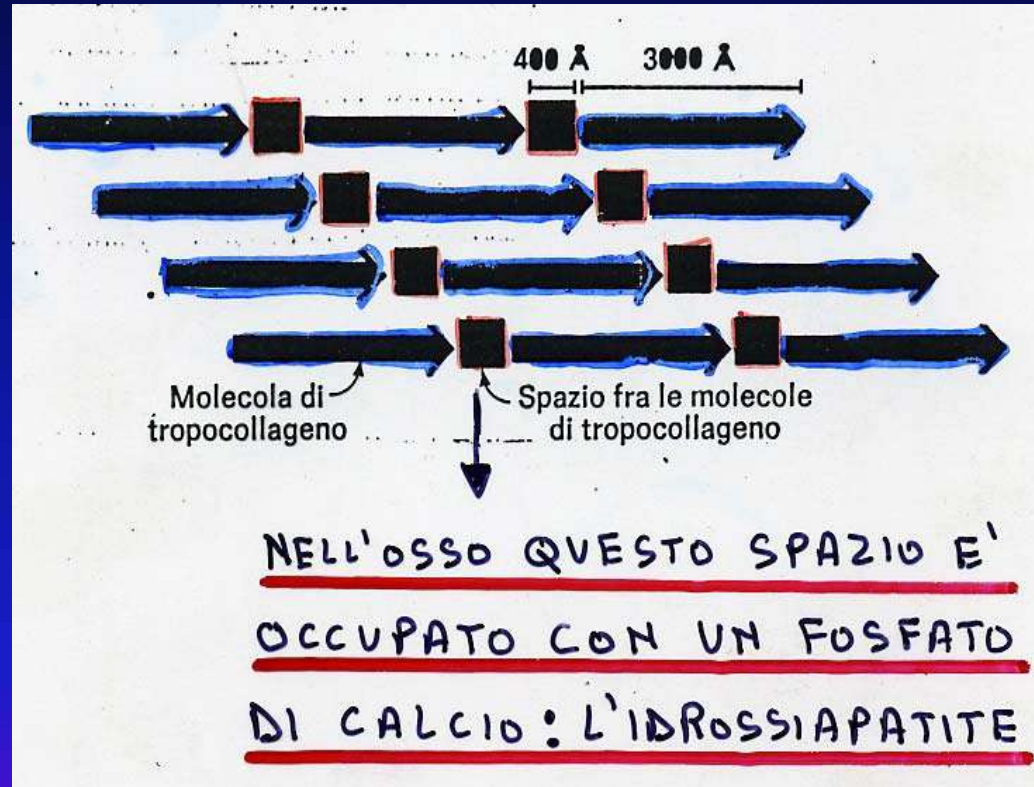 400 Å 3000 Å
Molecola di
tropocollageno
Spazio fra le molecole
di tropocollageno
NELL'OSSO QUESTO SPAZIO E'
OCCUPATO CON UN FOSFATO
DI CALCIO: L'IDROSSIAPATITE